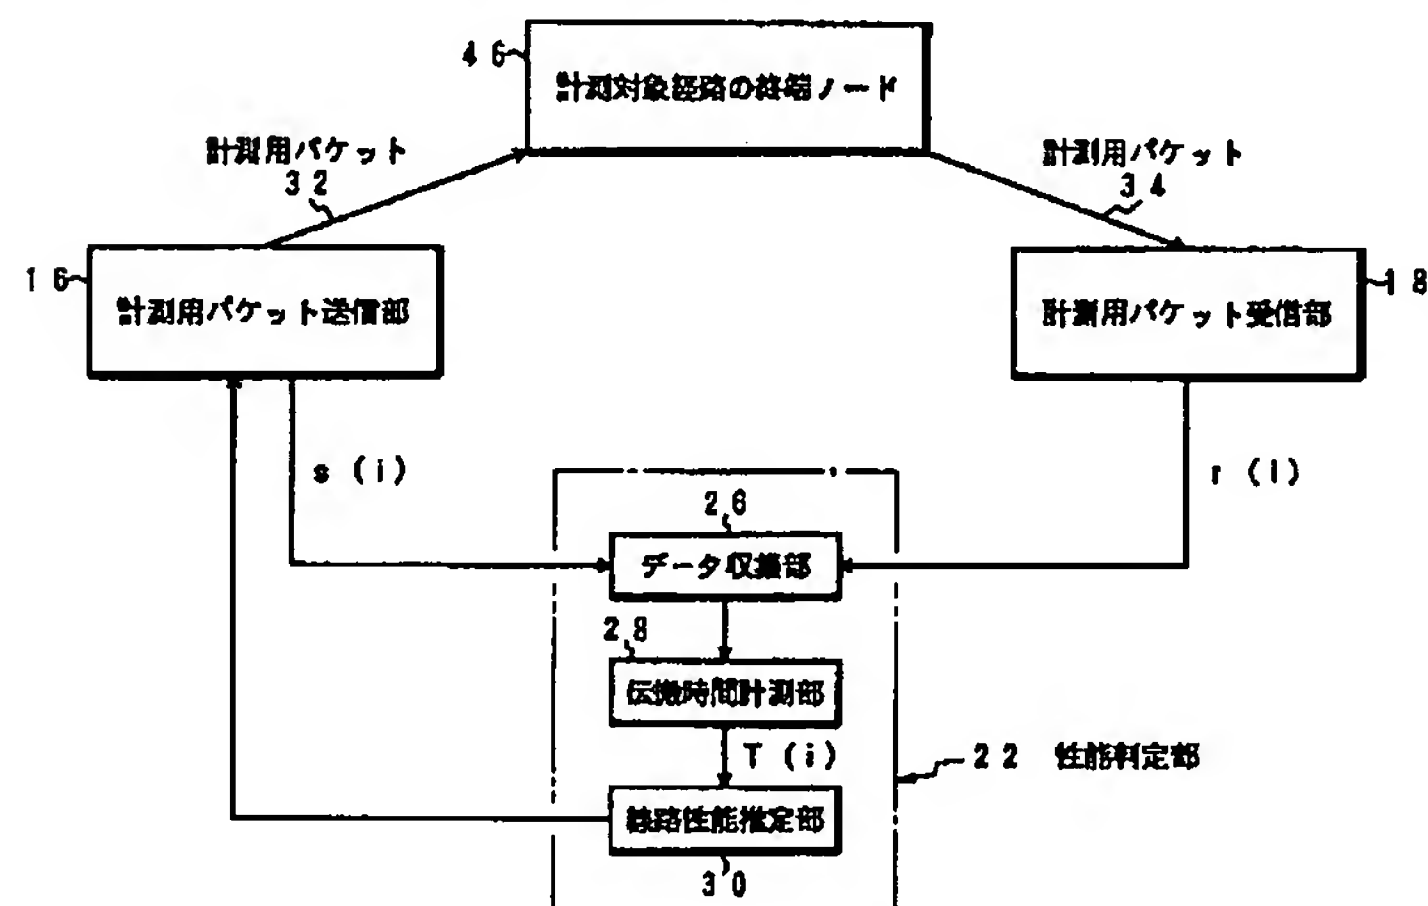 46
計測対象経路の終端ノード
計測用パケット
32
計測用パケット
34
16
計測用パケット送信部
18
計測用パケット受信部
s (i)
r (i)
26
データ収集部
28
伝搬時間計測部
T (i)
22 性能判定部
線路性能推定部
30